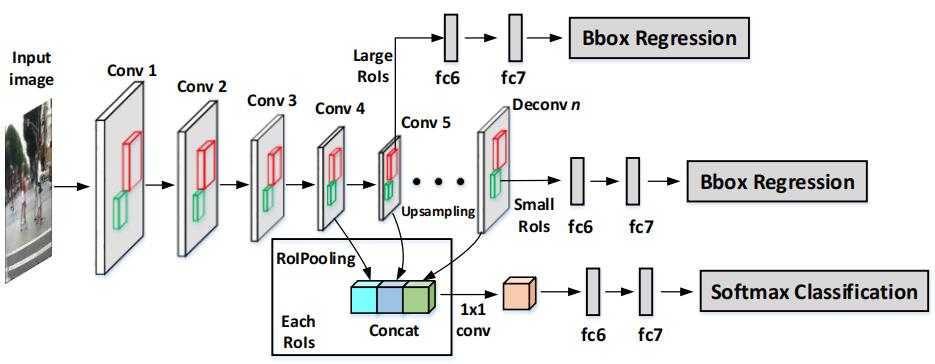 Input
image
Conv 1
Conv 2
Conv 3
Conv 4
Conv 5
Large
RoIs
fc6
fc7
Bbox Regression
Deconv n
Upsampling
Small
RoIs
fc6
fc7
Bbox Regression
RoIPooling
Each
RoIs
Concat
1x1
conv
fc6
fc7
Softmax Classification